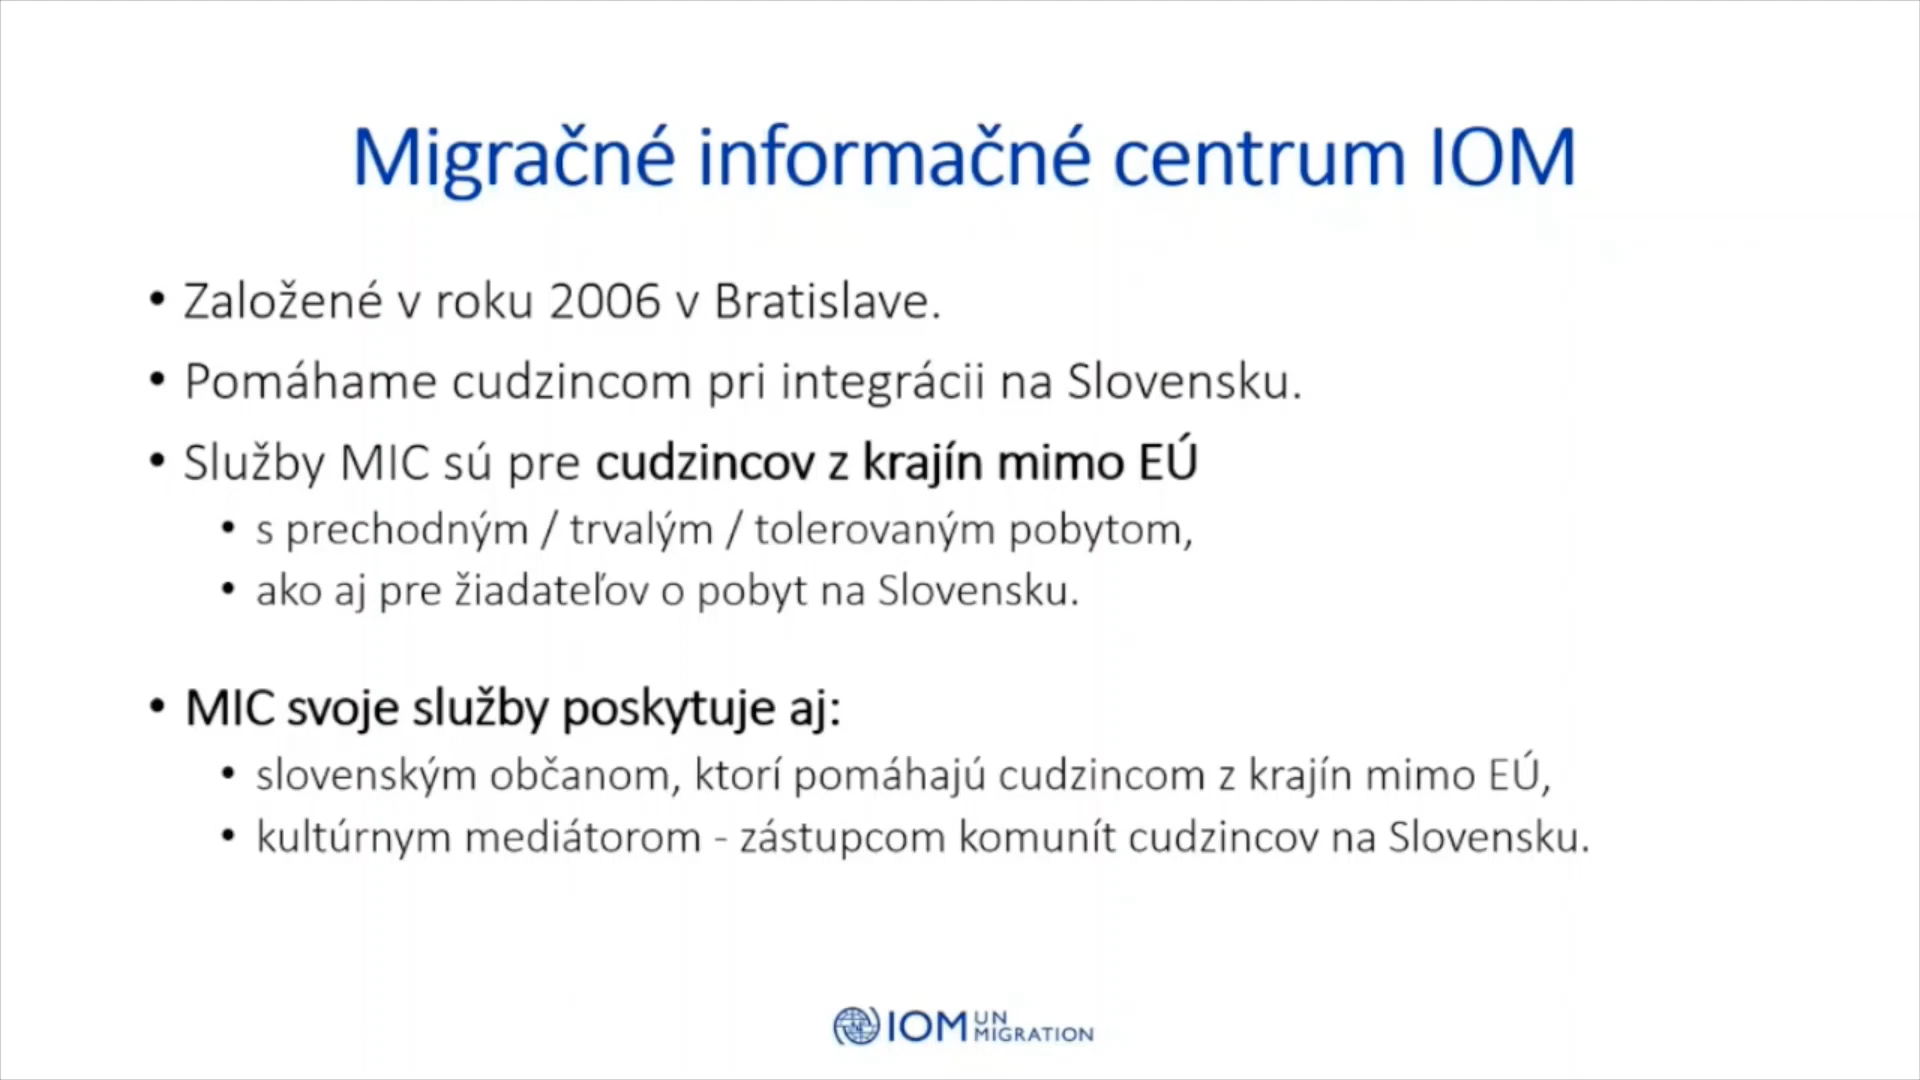 Migračné informačné centrum IOM
• Založené v roku 2006 v Bratislave.
• Pomáhame cudzincom pri integrácii na Slovensku.
• Služby MIC sú pre cudzincov z krajín mimo EÚ
• s prechodným / trvalým / tolerovaným pobytom,
• ako aj pre žiadateľov o pobyt na Slovensku.
• MIC svoje služby poskytuje aj:
• slovenským občanom, ktorí pomáhajú cudzincom z krajín mimo EÚ,
• kultúrnym mediátorom - zástupcom komunít cudzincov na Slovensku.
IOM UN
MIGRATION